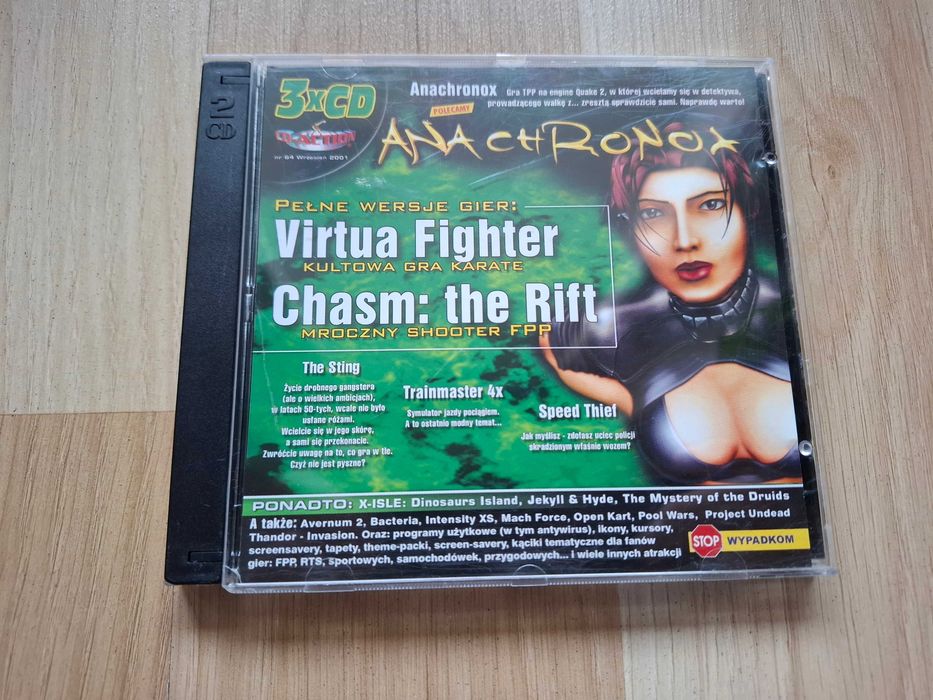 2
CD
3xCD
CD-ACTION
nr 64 Wrzesień 2001
Anachronox Gra TPP na engine Quake 2, w której wcielamy się w detektywa,
prowadzącego walkę z... zresztą sprawdźcie sami. Naprawdę warto!
POLECAMY
ANACHRONOX
PEŁNE WERSJE GIER:
Virtua Fighter
KULTOWA GRA KARATE
Chasm: the Rift
MROCZNY SHOOTER FPP
The Sting
Życie drobnego gangstera
(ale o wielkich ambicjach),
w latach 50-tych, wcale nie było
usłane różami.
Wcielcie się w jego skórę,
a sami się przekonacie.
Zwróćcie uwagę na to, co gra w tle.
Czyż nie jest pyszne?
Trainmaster 4x
Symulator jazdy pociągiem.
A to ostatnio modny temat...
Speed Thief
Jak myślisz - zdołasz uciec policji
skradzionym właśnie wozem?
PONADTO: X-ISLE: Dinosaurs Island, Jekyll & Hyde, The Mystery of the Druids
A także: Avernum 2, Bacteria, Intensity XS, Mach Force, Open Kart, Pool Wars, Project Undead
Thandor - Invasion. Oraz: programy użytkowe (w tym antywirus), ikony, kursory,
screensavery, tapety, theme-packi, screen-savery, kąciki tematyczne dla fanów
gier: FPP, RTS, sportowych, samochodówek, przygodowych... i wiele innych atrakcji
STOP WYPADKOM